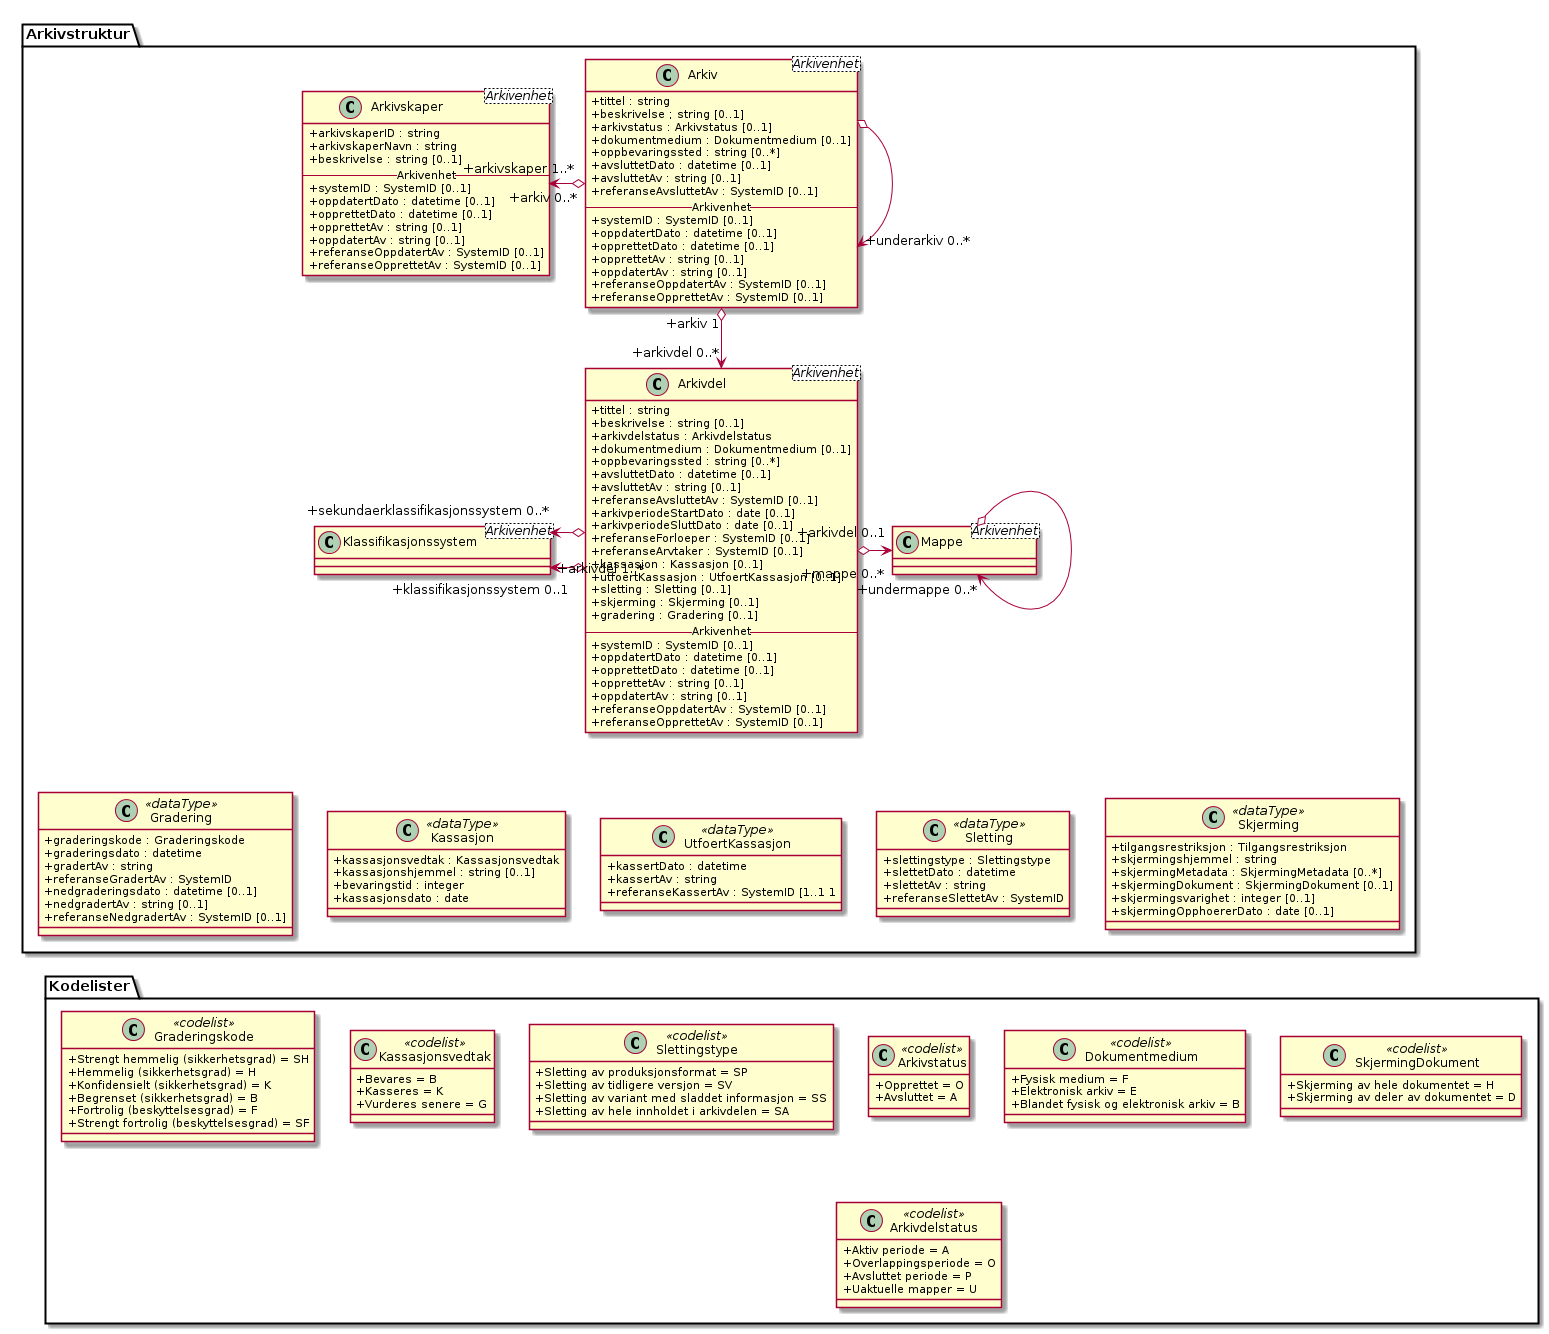 Arkivstruktur
Arkivskaper
Arkivenhet
+arkivskaperID : string
+arkivskaperNavn : string
+beskrivelse : string [0..1]
Arkivenhet
+systemID : SystemID [0..1]
+oppdatertDato : datetime [0..1]
+opprettetDato : datetime [0..1]
+opprettetAv : string [0..1]
+oppdatertAv : string [0..1]
+referanseOppdatertAv : SystemID [0..1]
+referanseOpprettetAv : SystemID [0..1]
+arkivskaper 1..*
+arkiv 0..*
Arkiv
Arkivenhet
+tittel : string
+beskrivelse ; string [0..1]
+arkivstatus : Arkivstatus [0..1]
+dokumentmedium : Dokumentmedium [0..1]
+oppbevaringssted : string [0..*]
+avsluttetDato : datetime [0..1]
+avsluttetAv : string [0..1]
+referanseAvsluttetAv : SystemID [0..1]
Arkivenhet
+systemID : SystemID [0..1]
+oppdatertDato : datetime [0..1]
+opprettetDato : datetime [0..1]
+opprettetAv : string [0..1]
+oppdatertAv : string [0..1]
+referanseOppdatertAv : SystemID [0..1]
+referanseOpprettetAv : SystemID [0..1]
+underarkiv 0..*
+arkiv 1
+arkivdel 0..*
Arkivdel
Arkivenhet
+tittel : string
+beskrivelse : string [0..1]
+arkivdelstatus : Arkivdelstatus
+dokumentmedium : Dokumentmedium [0..1]
+oppbevaringssted : string [0..*]
+avsluttetDato : datetime [0..1]
+avsluttetAv : string [0..1]
+referanseAvsluttetAv : SystemID [0..1]
+arkivperiodeStartDato : date [0..1]
+arkivperiodeSluttDato : date [0..1]
+referanseForloeper : SystemID [0..1]
+referanseArvtaker : SystemID [0..1]
+kassasjon : Kassasjon [0..1]
+utfoertKassasjon : UtfoertKassasjon [0..1]
+sletting : Sletting [0..1]
+skjerming : Skjerming [0..1]
+gradering : Gradering [0..1]
Arkivenhet
+systemID : SystemID [0..1]
+oppdatertDato : datetime [0..1]
+opprettetDato : datetime [0..1]
+opprettetAv : string [0..1]
+oppdatertAv : string [0..1]
+referanseOppdatertAv : SystemID [0..1]
+referanseOpprettetAv : SystemID [0..1]
+sekundaerklassifikasjonssystem 0..*
Klassifikasjonssystem
Arkivenhet
+arkivdel 1..*
+klassifikasjonssystem 0..1
+arkivdel 0..1
+mappe 0..*
Mappe
Arkivenhet
+undermappe 0..*
«dataType»
Gradering
+graderingskode : Graderingskode
+graderingsdato : datetime
+gradertAv : string
+referanseGradertAv : SystemID
+nedgraderingsdato : datetime [0..1]
+nedgradertAv : string [0..1]
+referanseNedgradertAv : SystemID [0..1]
«dataType»
Kassasjon
+kassasjonsvedtak : Kassasjonsvedtak
+kassasjonshjemmel : string [0..1]
+bevaringstid : integer
+kassasjonsdato : date
«dataType»
UtfoertKassasjon
+kassertDato : datetime
+kassertAv : string
+referanseKassertAv : SystemID [1..1 1
«dataType»
Sletting
+slettingstype : Slettingstype
+slettetDato : datetime
+slettetAv : string
+referanseSlettetAv : SystemID
«dataType»
Skjerming
+tilgangsrestriksjon : Tilgangsrestriksjon
+skjermingshjemmel : string
+skjermingMetadata : SkjermingMetadata [0..*]
+skjermingDokument : SkjermingDokument [0..1]
+skjermingsvarighet : integer [0..1]
+skjermingOpphoererDato : date [0..1]
Kodelister
«codelist»
Graderingskode
+Strengt hemmelig (sikkerhetsgrad) = SH
+Hemmelig (sikkerhetsgrad) = H
+Konfidensielt (sikkerhetsgrad) = K
+Begrenset (sikkerhetsgrad) = B
+Fortrolig (beskyttelsesgrad) = F
+Strengt fortrolig (beskyttelsesgrad) = SF
«codelist»
Kassasjonsvedtak
+Bevares = B
+Kasseres = K
+Vurderes senere = G
«codelist»
Slettingstype
+Sletting av produksjonsformat = SP
+Sletting av tidligere versjon = SV
+Sletting av variant med sladdet informasjon = SS
+Sletting av hele innholdet i arkivdelen = SA
«codelist»
Arkivstatus
+Opprettet = O
+Avsluttet = A
«codelist»
Dokumentmedium
+Fysisk medium = F
+Elektronisk arkiv = E
+Blandet fysisk og elektronisk arkiv = B
«codelist»
SkjermingDokument
+Skjerming av hele dokumentet = H
+Skjerming av deler av dokumentet = D
«codelist»
Arkivdelstatus
+Aktiv periode = A
+Overlappingsperiode = O
+Avsluttet periode = P
+Uaktuelle mapper = U